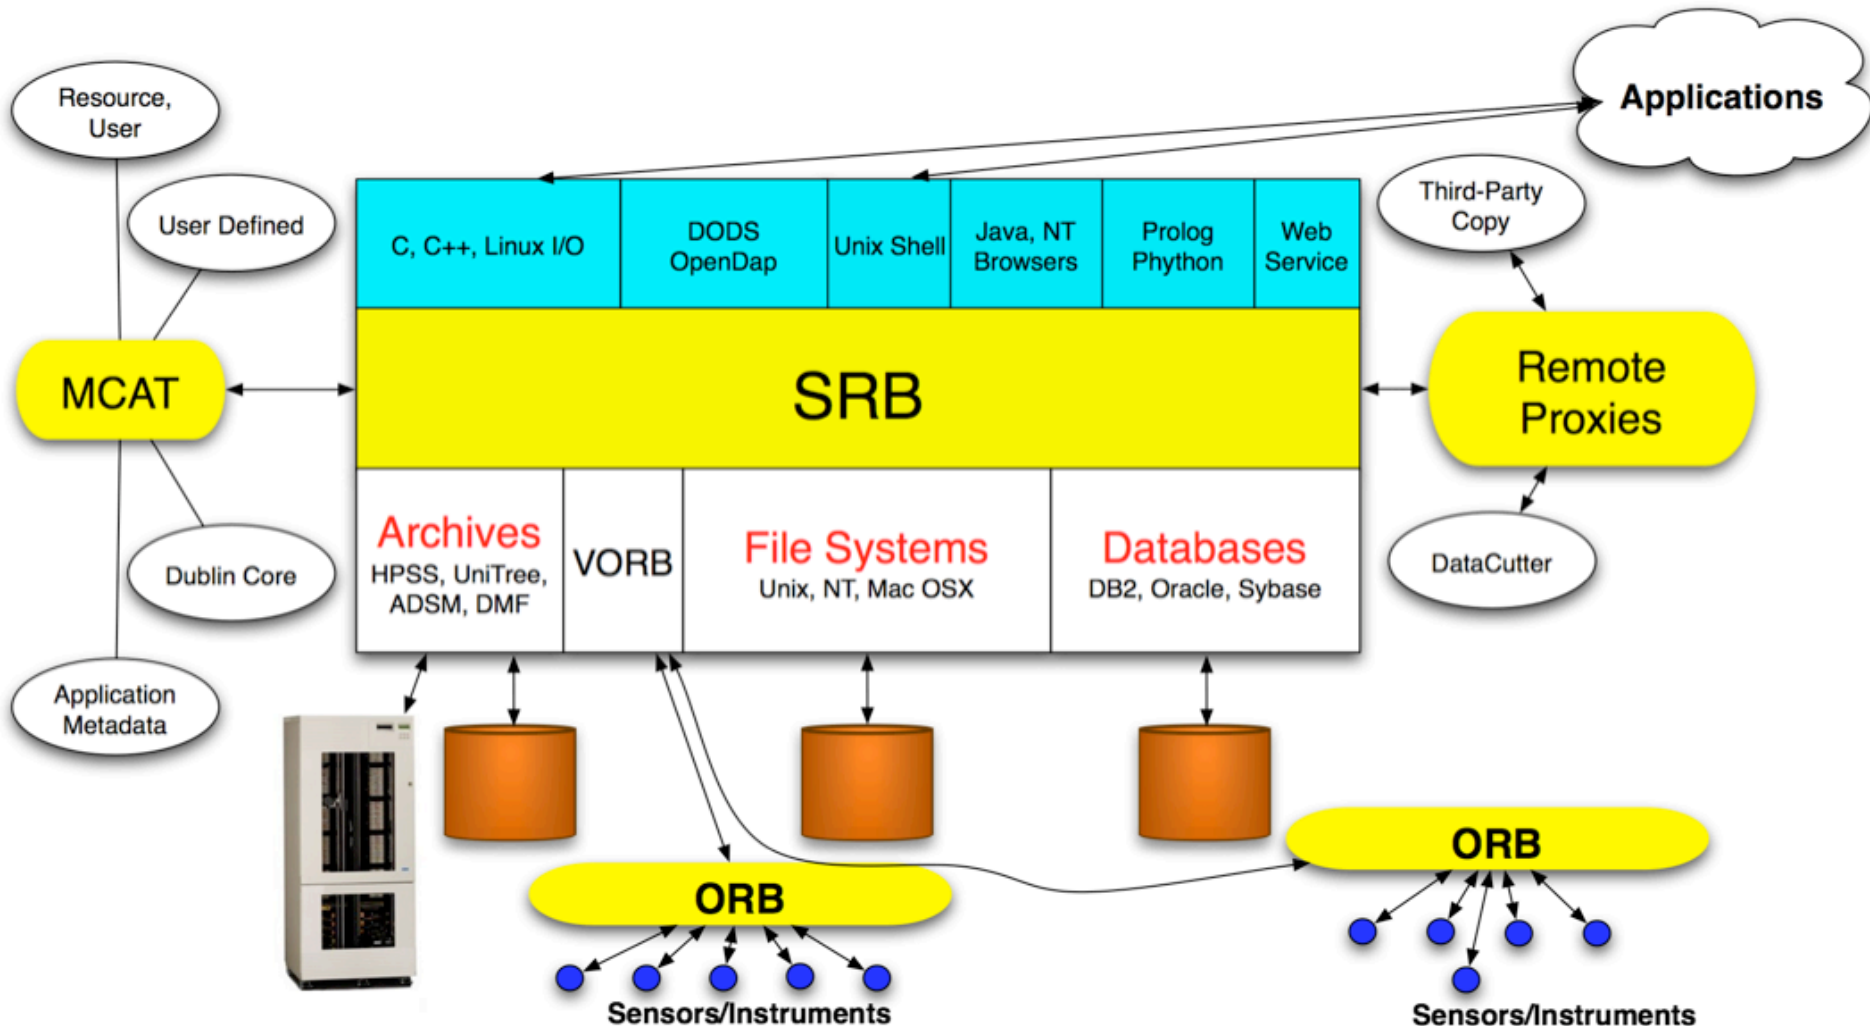 Applications
Resource,
User
User Defined
MCAT
Dublin Core
Application
Metadata
C, C++, Linux I/O
DODS
OpenDap
Unix Shell
Java, NT
Browsers
Prolog
Phython
Web
Service
SRB
Archives
HPSS, UniTree,
ADSM, DMF
VORB
File Systems
Unix, NT, Mac OSX
Databases
DB2, Oracle, Sybase
Third-Party
Copy
Remote
Proxies
DataCutter
ORB
Sensors/Instruments
ORB
Sensors/Instruments